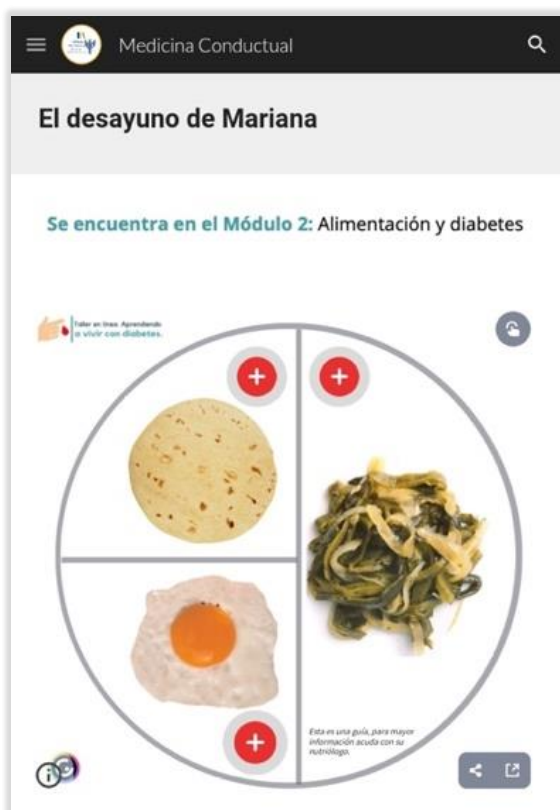 Medicina Conductual
El desayuno de Mariana
Se encuentra en el Módulo 2: Alimentación y diabetes
Taller en línea: Aprendiendo
a vivir con diabetes.
Esta es una guía, para mayor
información acuda con su
nutriólogo.